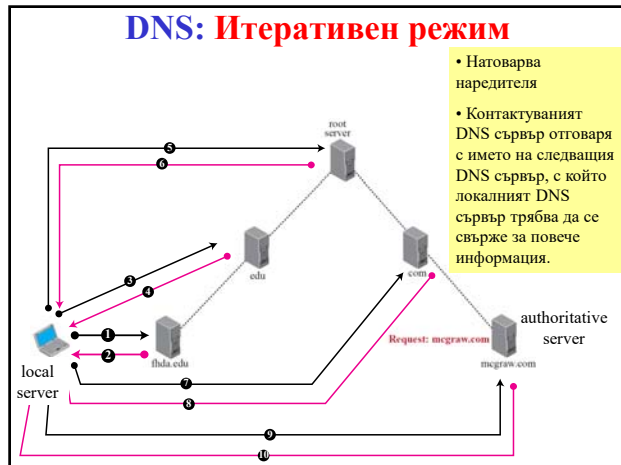 DNS: Итеративен режим
• Натоварва
наредителя
• Контактуваният
DNS сървър отговаря
с името на следващия
DNS сървър, с който
локалният DNS
сървър трябва да се
свърже за повече
информация.
root
server
5
6
edu
com
3
4
1
2
fhda.edu
Request: mcgraw.com
authoritative
server
mcgraw.com
local
server
7
8
9
10